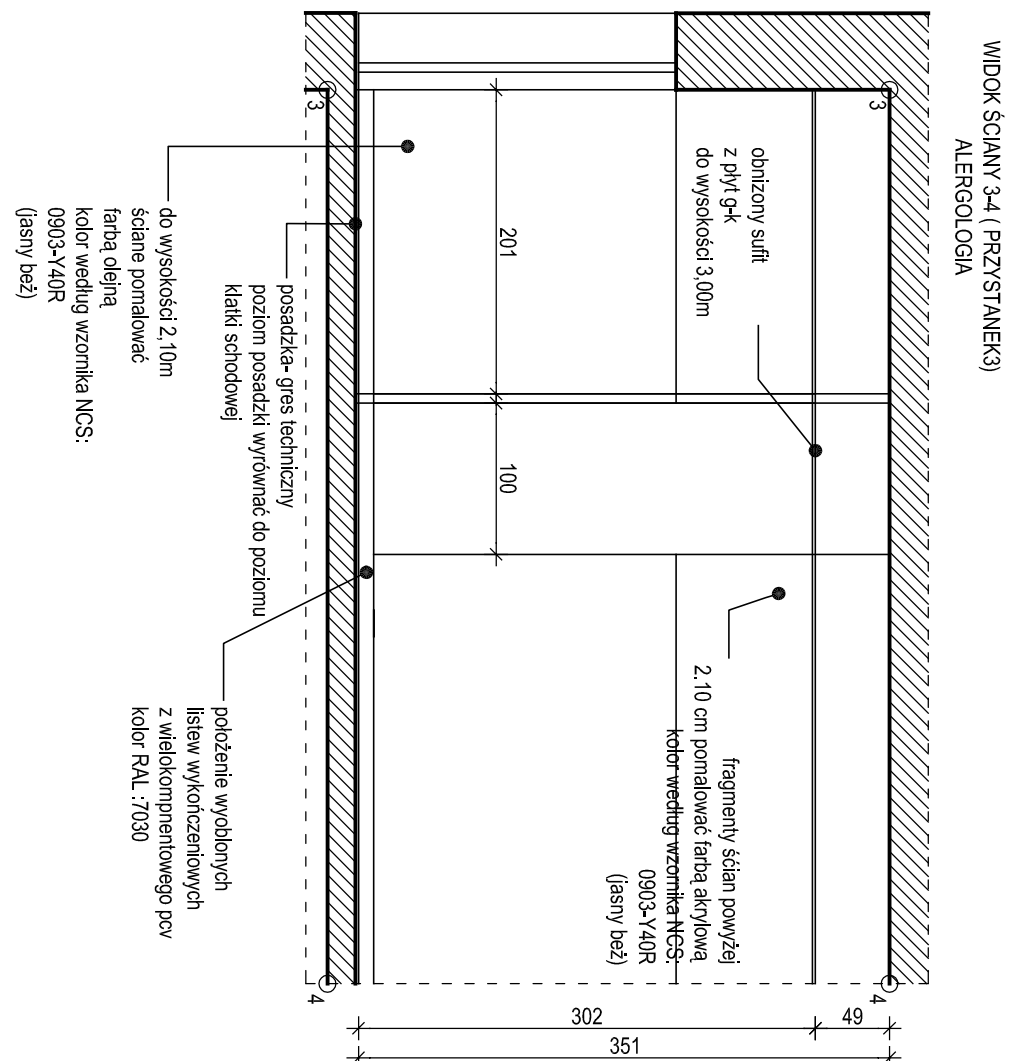 WIDOK ŚCIANY 3-4 ( PRZYSTANEK3)
ALERGOLOGIA
3
3
4
4
obnizony sufit
z płyt g-k
do wysokości 3,00m
fragmenty śćian powyżej
2.10 cm pomalować farbą akrylową
kolor według wzornika NCS:
0903-Y40R
(jasny beż)
201
100
posadzka- gres techniczny
poziom posadzki wyrównać do poziomu
klatki schodowej
położenie wyoblonych
listew wykończeniowych
z wielokompnentowego pcv
kolor RAL :7030
do wysokości 2,10m
ściane pomalować
farbą olejną
kolor według wzornika NCS:
0903-Y40R
(jasny beż)
302
49
351